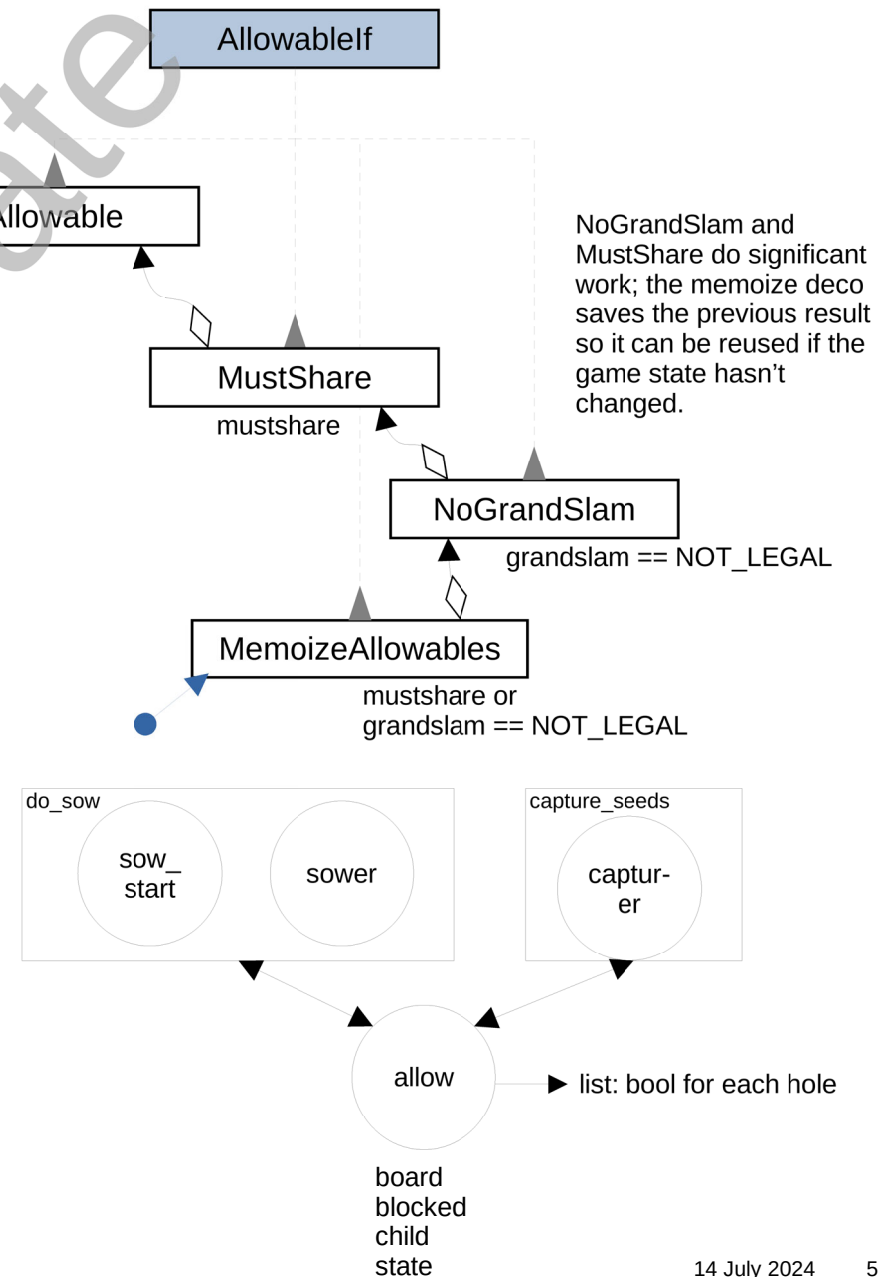 AllowableIf
Allowable
MustShare
mustshare
NoGrandSlam and
MustShare do significant
work; the memoize deco
saves the previous result
so it can be reused if the
game state hasn’t
changed.
NoGrandSlam
grandslam == NOT_LEGAL
MemoizeAllowables
mustshare or
grandslam == NOT_LEGAL
do_sow
sow_
start
sower
capture_seeds
captur-
er
allow
list: bool for each hole
board
blocked
child
state
14 July 2024 5